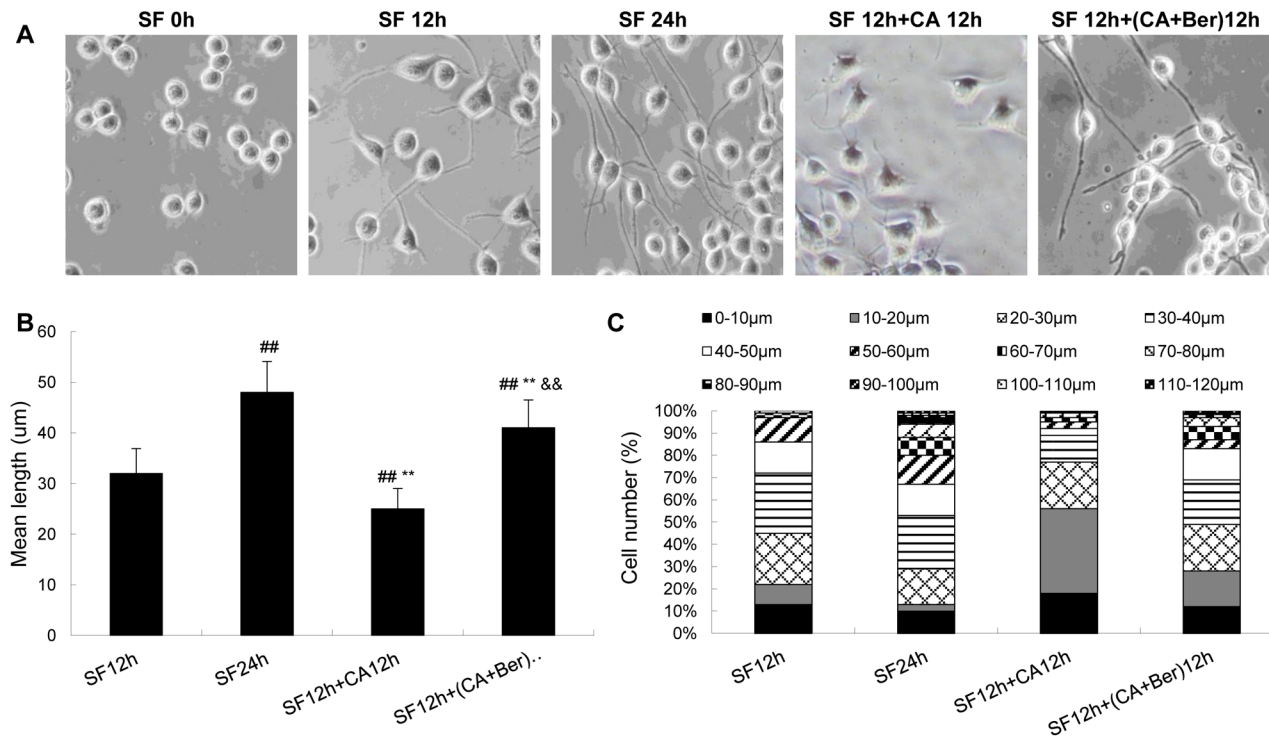 A
SF 0h
SF 12h
SF 24h
SF 12h+CA 12h
SF 12h+(CA+Ber)12h
B
Mean length (um)
60
50
40
30
20
10
0
##
## **
## ** &&
SF12h
SF24h
SF12h+CA12h
SF12h+(CA+Ber)..
C
0-10µm 10-20µm 20-30µm 30-40µm
40-50µm 50-60µm 60-70µm 70-80µm
80-90µm 90-100µm 100-110µm 110-120µm
Cell number (%)
100%
90%
80%
70%
60%
50%
40%
30%
20%
10%
0%
SF12h
SF24h
SF12h+CA12h
SF12h+(CA+Ber)12h